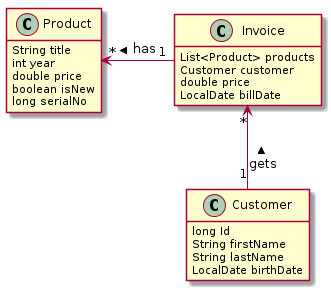 C Product
String title
int year
double price
boolean isNew
long serialNo
* ◄ has 1
C Invoice
List<Product> products
Customer customer
double price
LocalDate billDate
*
▲
gets
1
C Customer
long Id
String firstName
String lastName
LocalDate birthDate